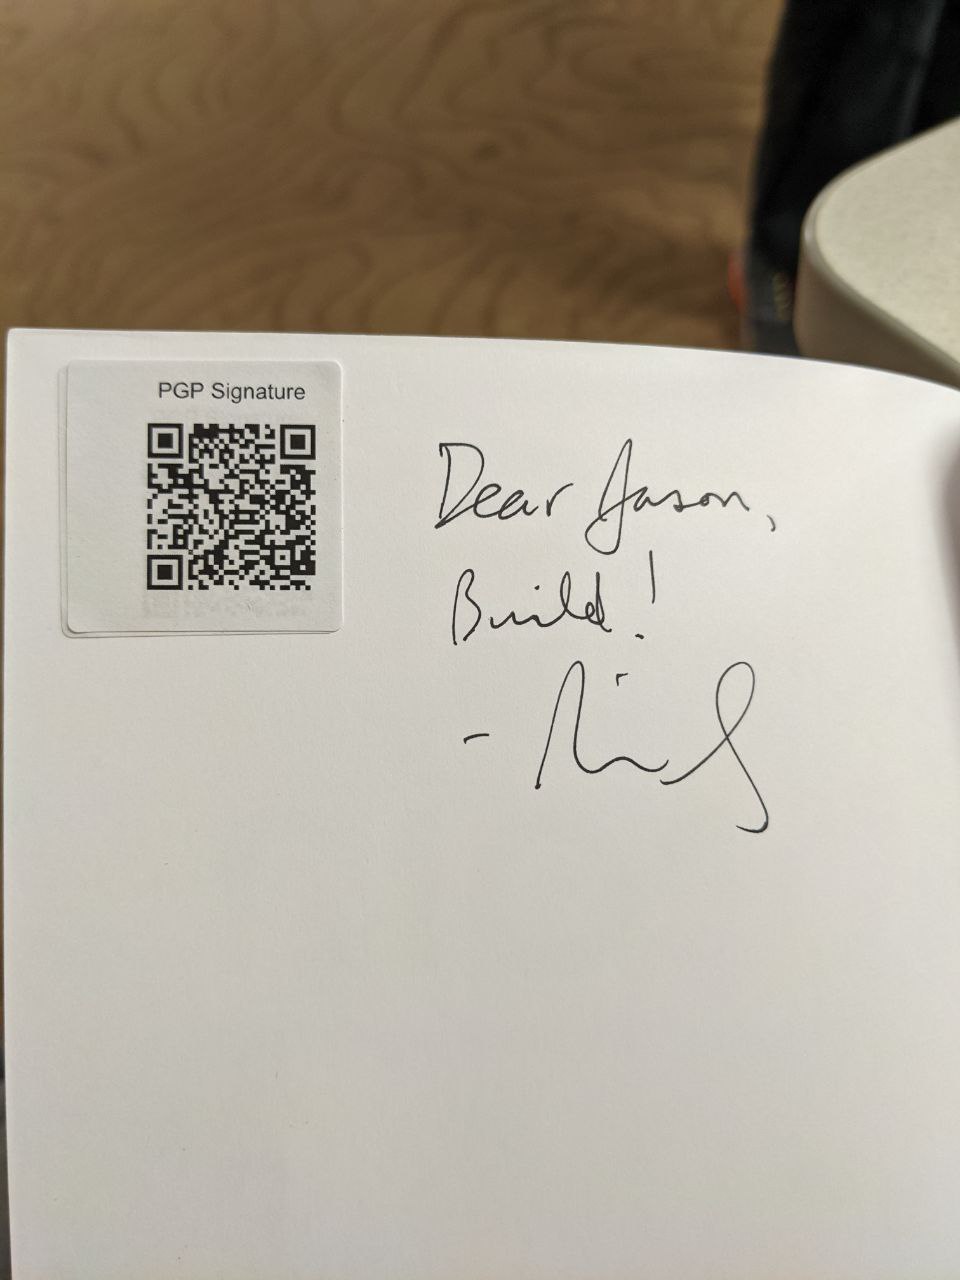 PGP Signature
Dear Jason,
Build!